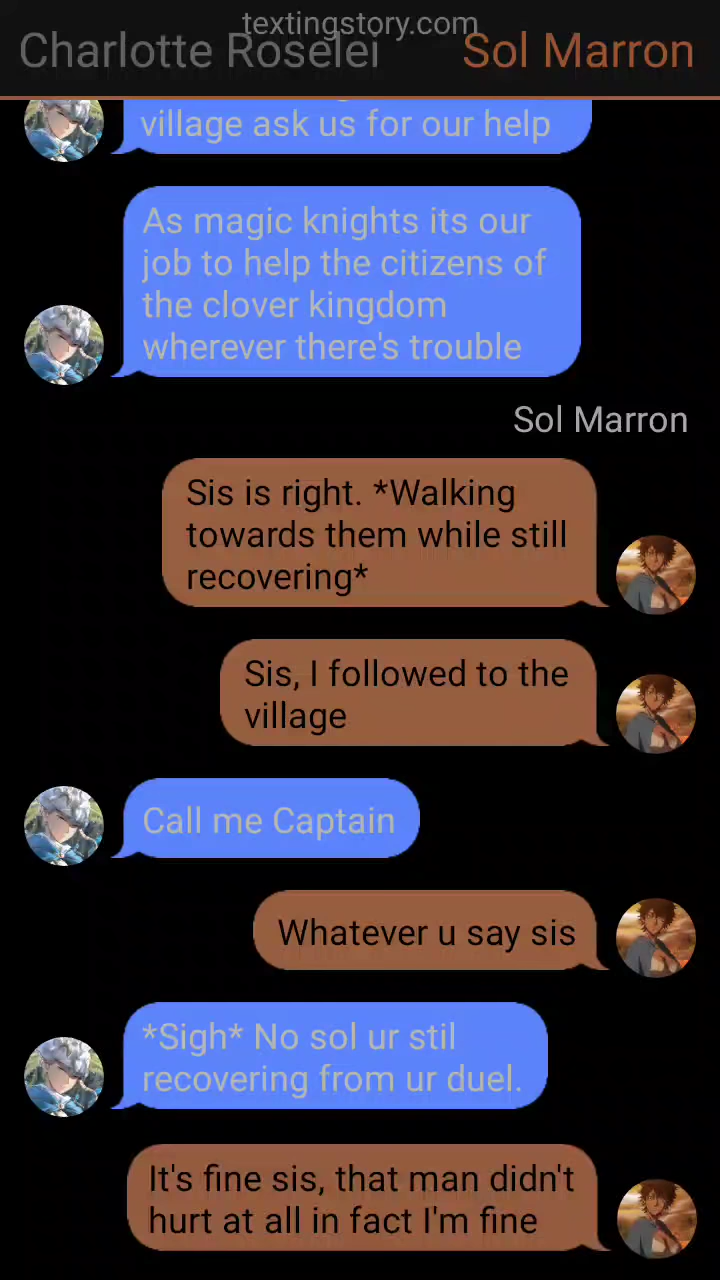 textingstory.com
Charlotte Roselei
Sol Marron
village ask us for our help
As magic knights its our
job to help the citizens of
the clover kingdom
wherever there's trouble
Sol Marron
Sis is right. *Walking
towards them while still
recovering*
Sis, I followed to the
village
Call me Captain
Whatever u say sis
*Sigh* No sol ur stil
recovering from ur duel.
It's fine sis, that man didn't
hurt at all in fact I'm fine